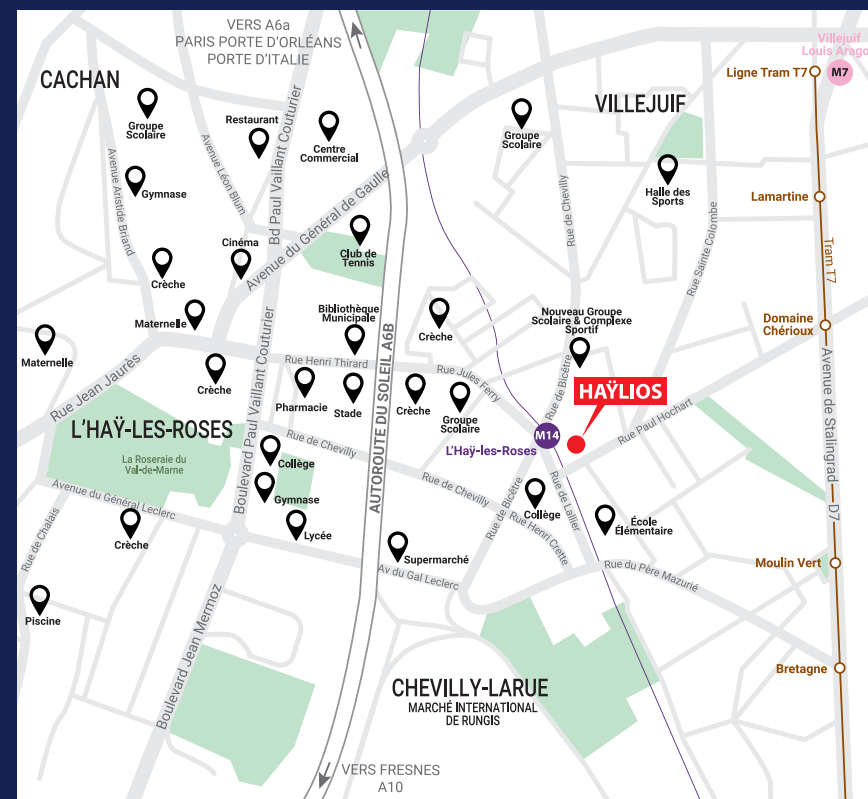 VERS A6a
PARIS PORTE D'ORLÉANS
PORTE D'ITALIE
Villejuif
Louis Arago
M7
Ligne Tram T7
CACHAN
VILLEJUIF
Groupe
Scolaire
Restaurant
Centre
Commercial
Groupe
Scolaire
Avenue Aristide Briand
Avenue Léon Blum
Bd Paul Vaillant Couturier
Avenue du Général de Gaulle
Gymnase
Rue de Chevilly
Halle des
Sports
Lamartine
Rue Sainte Colombe
Tram T7
Cinéma
Club de
Tennis
Crèche
Maternelle
Bibliothèque
Municipale
Crèche
Nouveau Groupe
Scolaire & Complexe
Sportif
Domaine
Chérioux
Maternelle
Rue Jean Jaurès
Crèche
Rue Henri Thirard
AUTOROUTE DU SOLEIL A6B
Rue Jules Ferry
Rue de Bicêtre
HAŸLIOS
Avenue de Stalingrad
D7
Boulevard Paul Vaillant Couturier
Pharmacie
Stade
Crèche
Groupe
Scolaire
L'HAŸ-LES-ROSES
Rue de Chevilly
M14
L'Haÿ-les-Roses
Rue Paul Hochart
La Roseraie du
Val-de-Marne
Collège
Gymnase
Rue de Chevilly
Rue de Bicêtre
Rue de Lallier
Avenue du Général Leclerc
Rue de Chalais
Crèche
Lycée
Collège
Rue Henri Crette
École
Élémentaire
Supermarché
Av du Gal Leclerc
Rue du Père Mazurié
Moulin Vert
Piscine
Boulevard Jean Mermoz
Bretagne
CHEVILLY-LARUE
MARCHÉ INTERNATIONAL
DE RUNGIS
VERS FRESNES
A10